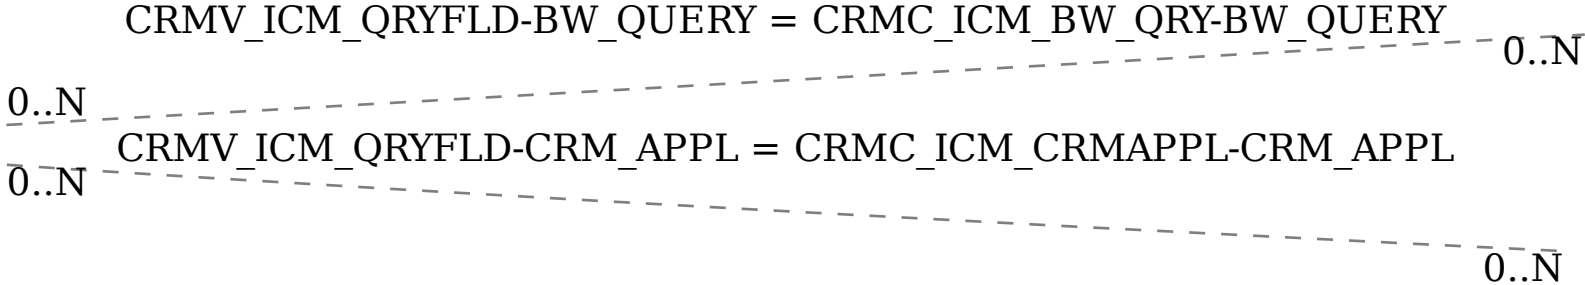 CRMV_ICM_QRYFLD-BW_QUERY = CRMC_ICM_BW_QRY-BW_QUERY
0..N
0..N
CRMV_ICM_QRYFLD-CRM_APPL = CRMC_ICM_CRMAPPL-CRM_APPL
0..N
0..N